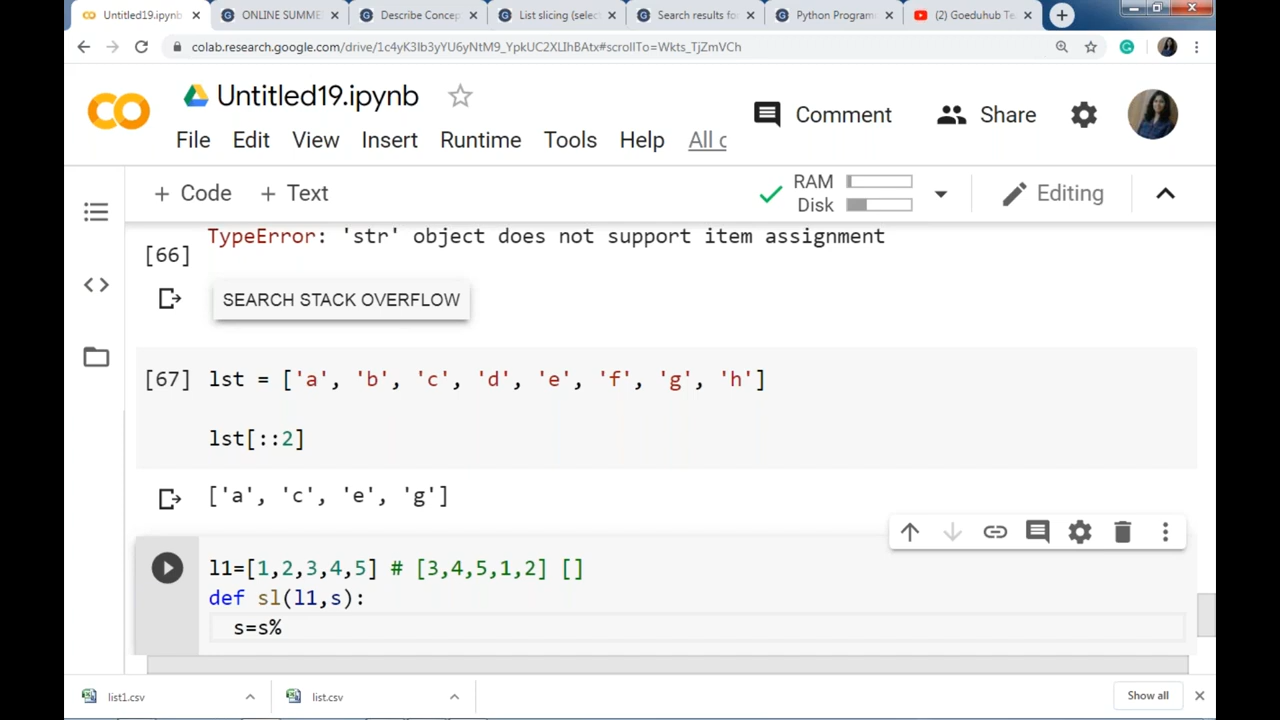 Untitled19.ipynb
ONLINE SUMME
Describe Concep
List slicing (selec
Search results fo
Python Program
(2) Goeduhub Te
colab.research.google.com/drive/1c4yK3Ib3yYU6yNtM9_YpkUC2XLIhBAtx#scrollTo=Wkts_TjZmVCh
Untitled19.ipynb
Comment
Share
File Edit View Insert Runtime Tools Help All c
+ Code + Text
RAM
Disk
Editing
TypeError: 'str' object does not support item assignment
[66]
SEARCH STACK OVERFLOW
[67] lst = ['a', 'b', 'c', 'd', 'e', 'f', 'g', 'h']
lst[::2]
['a', 'c', 'e', 'g']
l1=[1,2,3,4,5] # [3,4,5,1,2] []
def sl(l1,s):
s=s%
list1.csv
list.csv
Show all